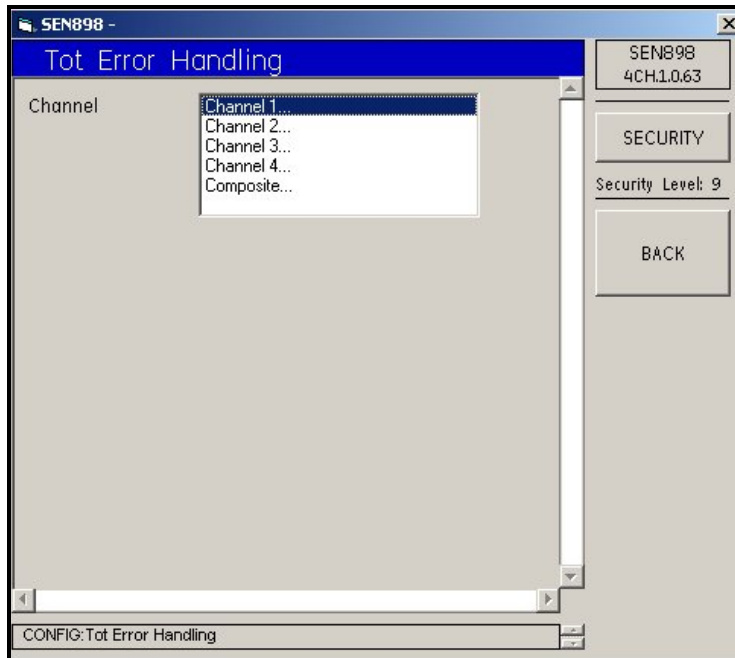 SEN898 -
Tot Error Handling
SEN898
4CH.1.0.63
Channel
Channel 1...
Channel 2...
Channel 3...
Channel 4...
Composite...
SECURITY
Security Level: 9
BACK
CONFIG:Tot Error Handling